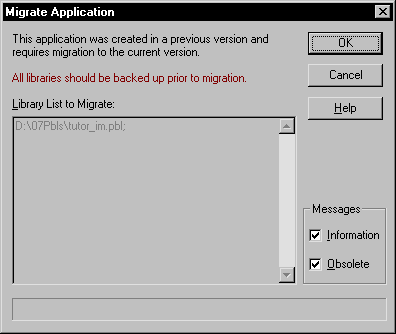 Migrate Application
This application was created in a previous version and
requires migration to the current version.
OK
All libraries should be backed up prior to migration.
Cancel
Library List to Migrate:
Help
D:\07Pbls\tutor_im.pbl;
Messages
Information
Obsolete